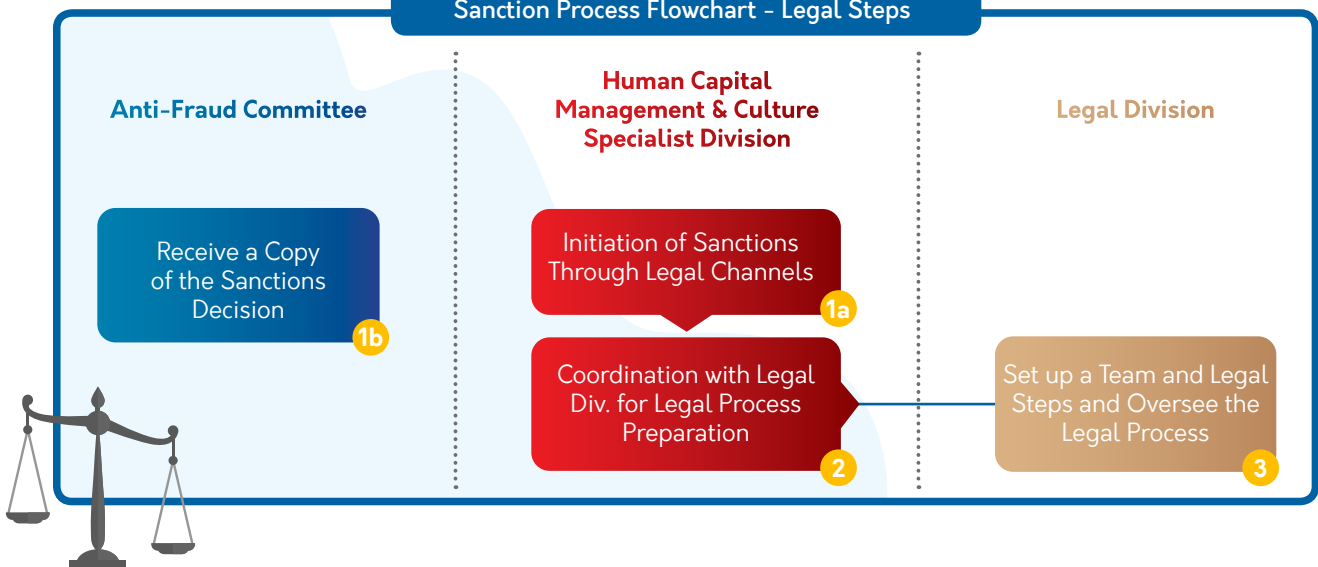 Sanction Process Flowchart - Legal Steps
Anti-Fraud Committee
Human Capital
Management & Culture
Specialist Division
Legal Division
Receive a Copy
of the Sanctions
Decision
1b
Initiation of Sanctions
Through Legal Channels
1a
Coordination with Legal
Div. for Legal Process
Preparation
2
Set up a Team and Legal
Steps and Oversee the
Legal Process
3